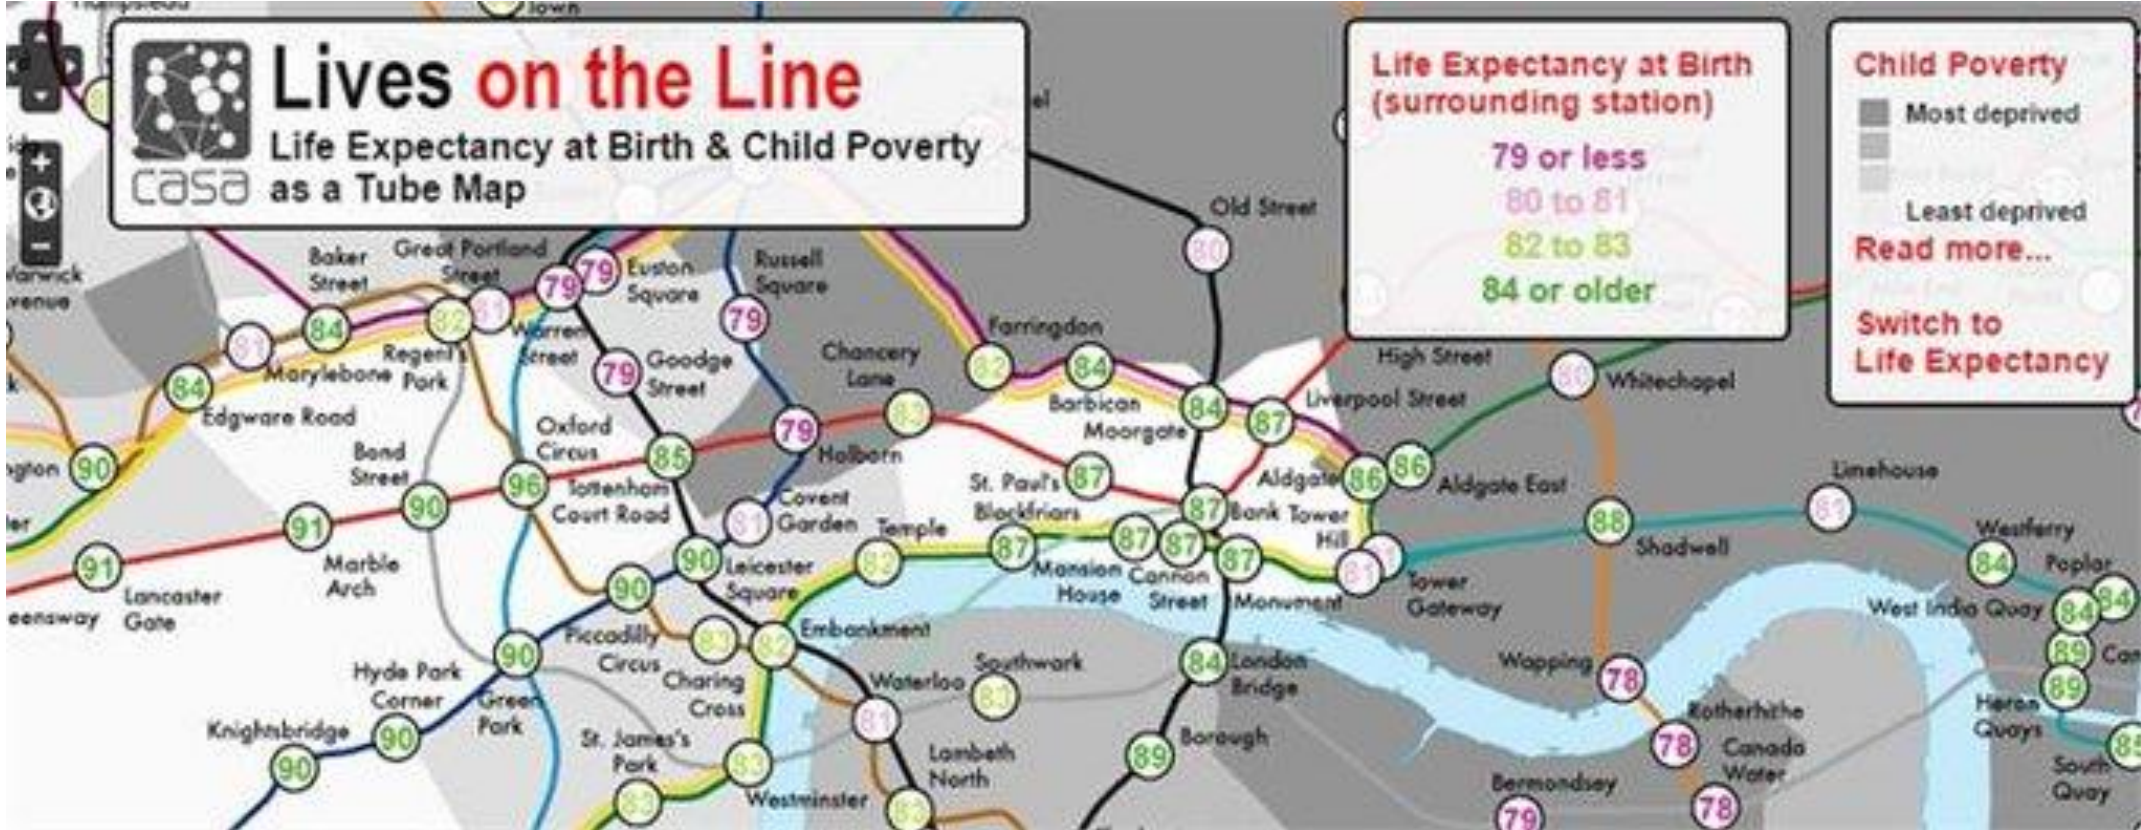 Town
Lives on the Line
Life Expectancy at Birth & Child Poverty
as a Tube Map
casa
+
−
Life Expectancy at Birth
(surrounding station)
79 or less
80 to 81
82 to 83
84 or older
Child Poverty
Most deprived
Least deprived
Read more...
Switch to
Life Expectancy
Old Street
80
Baker
Street
84
Great Portland
Street
81
79
79
Euston
Square
Russell
Square
79
Warren
Street
82
Regent's
Park
81
Marylebone
84
Edgware Road
79
Goodge
Street
Chancery
Lane
83
Farringdon
82
84
Barbican
84
Moorgate
87
Liverpool Street
High Street
80
Whitechapel
90
Bond
Street
90
Oxford
Circus
96
85
Tottenham
Court Road
79
Holborn
81
Covent
Garden
St. Paul's
87
87
Bank
Aldgate
86
86
Aldgate East
Limehouse
81
88
Shadwell
91
Lancaster
Gate
91
Marble
Arch
90
Leicester
Square
90
Piccadilly
Circus
Temple
82
Blackfriars
87
87
Mansion
House
87
Cannon
Street
87
Monument
Tower
Hill
81
Tower
Gateway
Westferry
84
Poplar
84
West India Quay
84
89
89
Heron
Quays
85
South
Quay
Hyde Park
Corner
90
90
Green
Park
83
Charing
Cross
82
Embankment
Waterloo
81
Southwark
83
84
London
Bridge
Wapping
78
Rotherhithe
78
Canada
Water
78
Knightsbridge
90
St. James's
Park
83
83
Westminster
Lambeth
North
83
89
Borough
Bermondsey
79